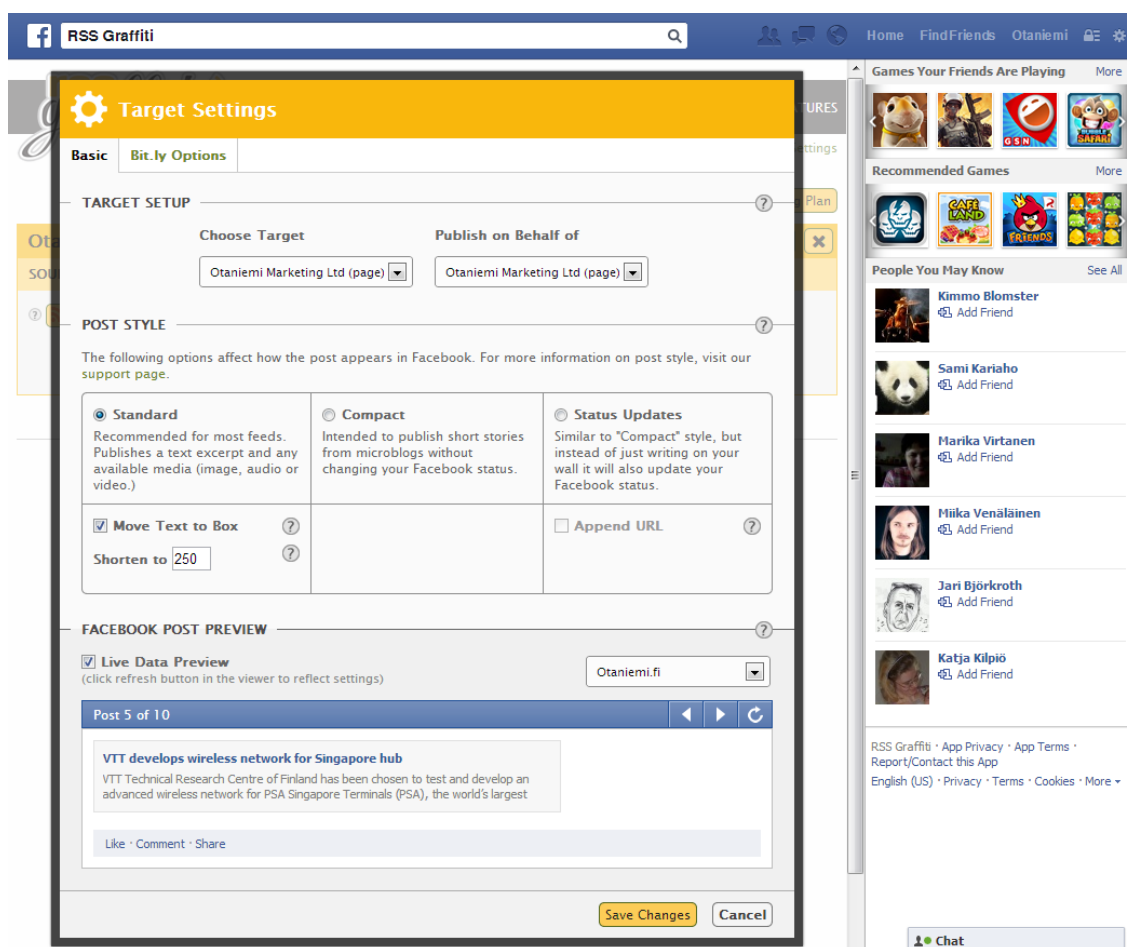 RSS Graffiti
Home FindFriends Otaniemi
Target Settings
TURES
ettings
Basic Bit.ly Options
TARGET SETUP
Plan
Choose Target Publish on Behalf of
Otaniemi Marketing Ltd (page) Otaniemi Marketing Ltd (page)
Ota
SOU
POST STYLE
The following options affect how the post appears in Facebook. For more information on post style, visit our
support page.
Standard
Recommended for most feeds.
Publishes a text excerpt and any
available media (image, audio or
video.)
Compact
Intended to publish short stories
from microblogs without
changing your Facebook status.
Status Updates
Similar to "Compact" style, but
instead of just writing on your
wall it will also update your
Facebook status.
Move Text to Box
Shorten to 250
Append URL
FACEBOOK POST PREVIEW
Live Data Preview
(click refresh button in the viewer to reflect settings)
Otaniemi.fi
Post 5 of 10
VTT develops wireless network for Singapore hub
VTT Technical Research Centre of Finland has been chosen to test and develop an
advanced wireless network for PSA Singapore Terminals (PSA), the world's largest
Like · Comment · Share
Save Changes Cancel
Games Your Friends Are Playing More
GSN
BUBBLE
SAFARI
Recommended Games More
CAFÉ
LAND
FRIENDS
People You May Know See All
Kimmo Blomster
Add Friend
Sami Kariaho
Add Friend
Marika Virtanen
Add Friend
Miika Venäläinen
Add Friend
Jari Björkroth
Add Friend
Katja Kilpiö
Add Friend
RSS Graffiti · App Privacy · App Terms ·
Report/Contact this App
English (US) · Privacy · Terms · Cookies · More
Chat